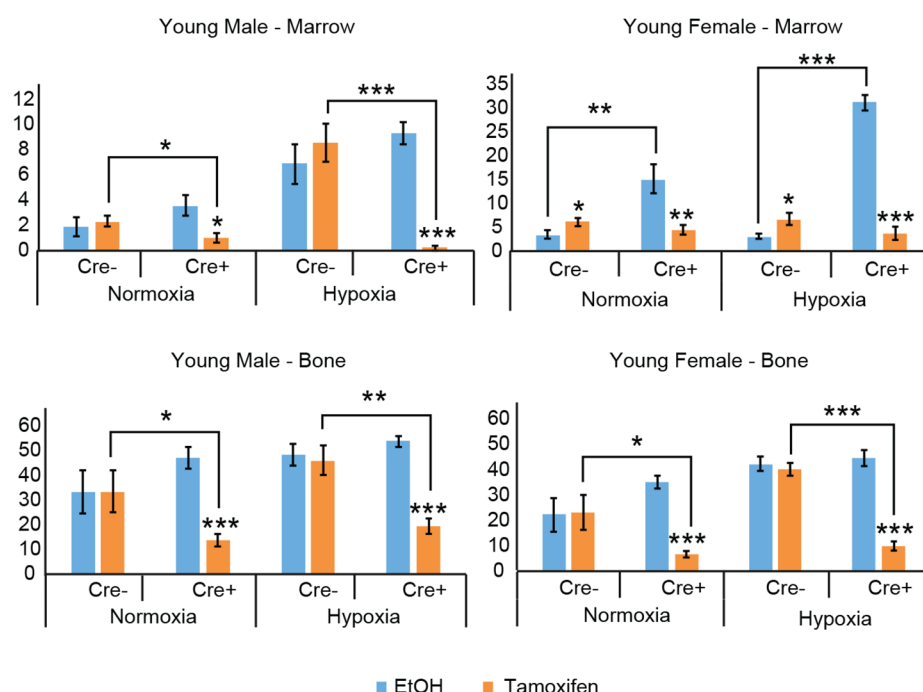 Young Male - Marrow
12
10
8
6
4
2
0
*
***
*
***
Cre-
Cre+
Cre-
Cre+
Normoxia
Hypoxia
Young Female - Marrow
35
30
25
20
15
10
5
0
**
***
*
**
*
***
Cre-
Cre+
Cre-
Cre+
Normoxia
Hypoxia
Young Male - Bone
60
50
40
30
20
10
0
*
**
***
***
Cre-
Cre+
Cre-
Cre+
Normoxia
Hypoxia
Young Female - Bone
60
50
40
30
20
10
0
*
***
***
***
Cre-
Cre+
Cre-
Cre+
Normoxia
Hypoxia
EtOH
Tamoxifen